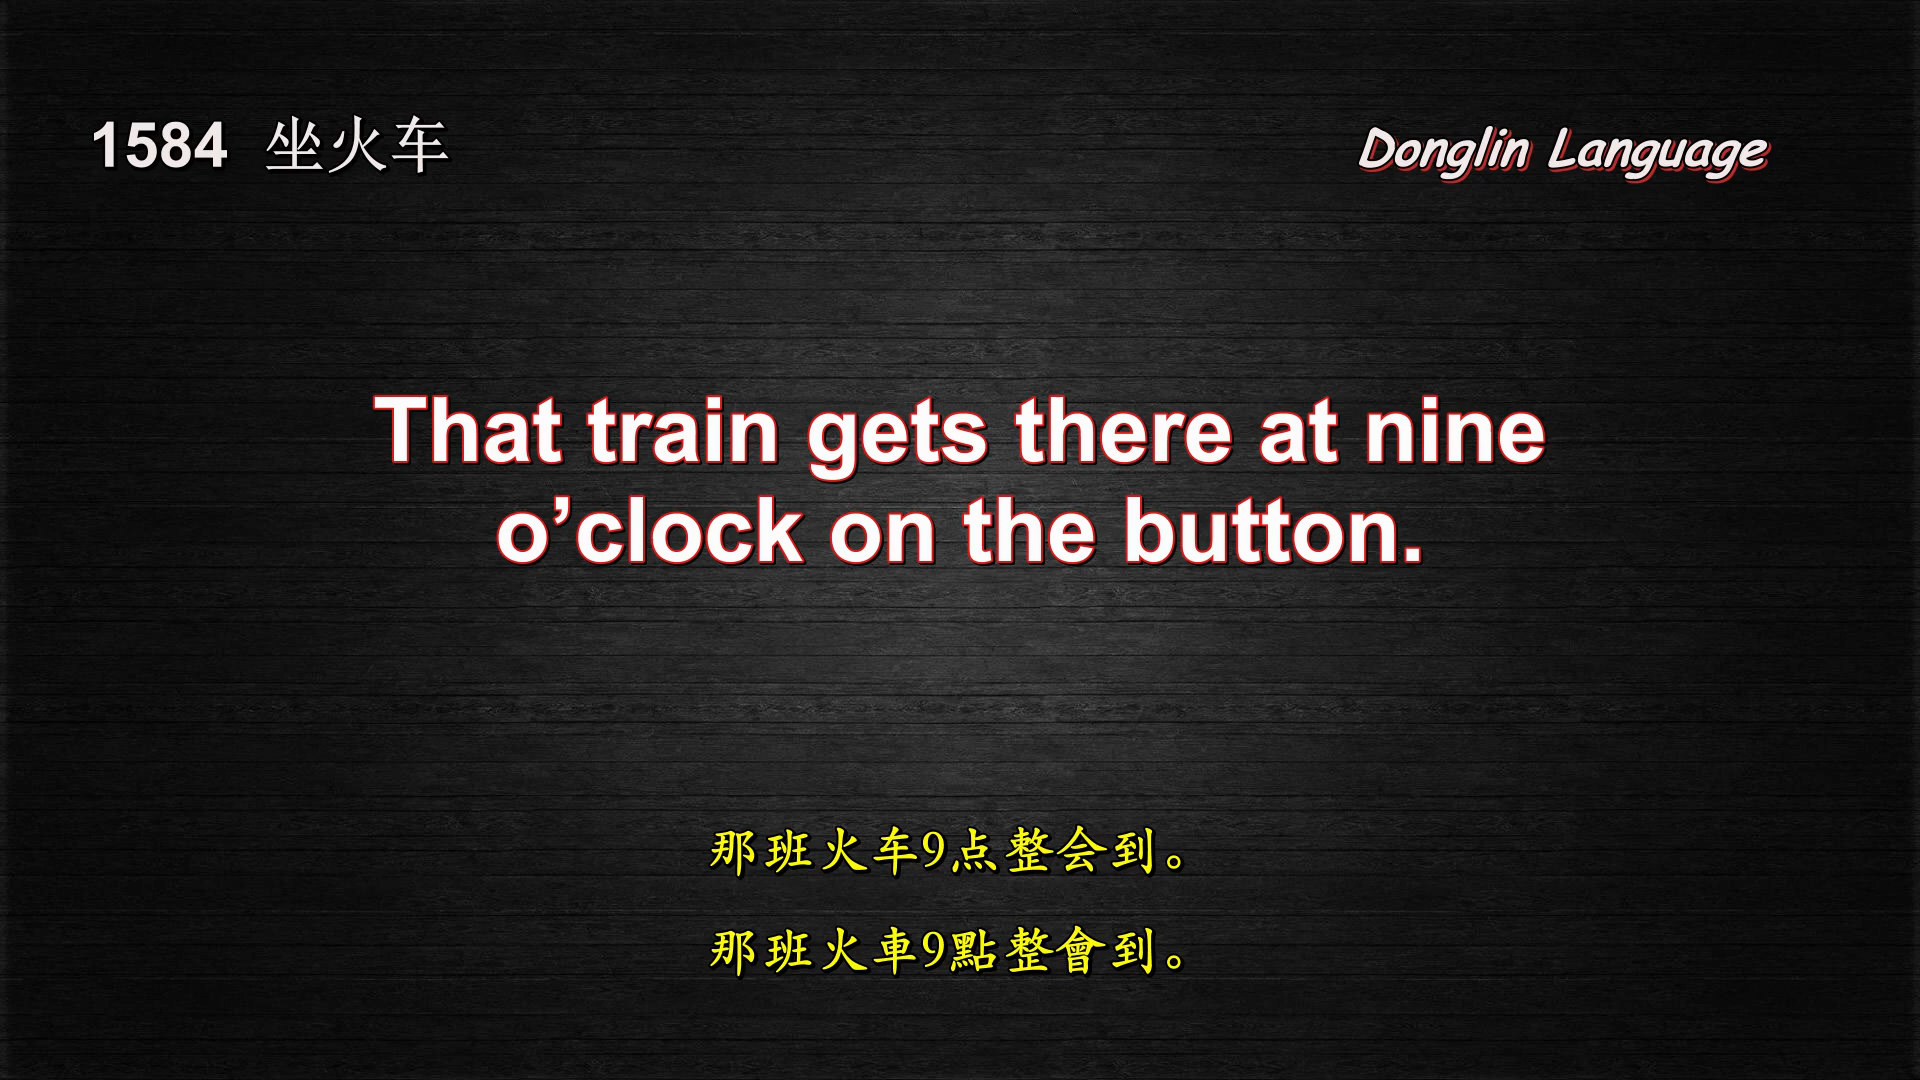 1584 坐火车
Donglin Language
That train gets there at nine
o’clock on the button.
那班火车9点整会到。
那班火車9點整會到。